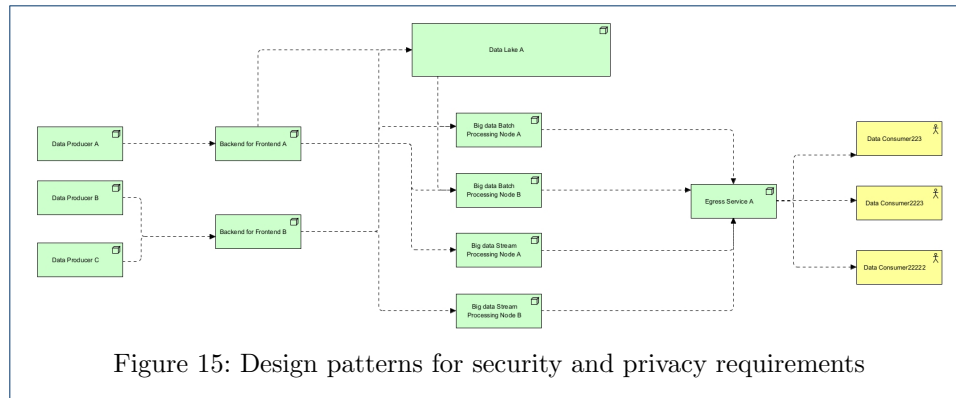 Data Lake A
Data Producer A
Backend for Frontend A
Big data Batch
Processing Node A
Data Consumer223
Data Producer B
Big data Batch
Processing Node B
Egress Service A
Data Consumer2223
Backend for Frontend B
Data Producer C
Big data Stream
Processing Node A
Data Consumer22222
Big data Stream
Processing Node B
Figure 15: Design patterns for security and privacy requirements